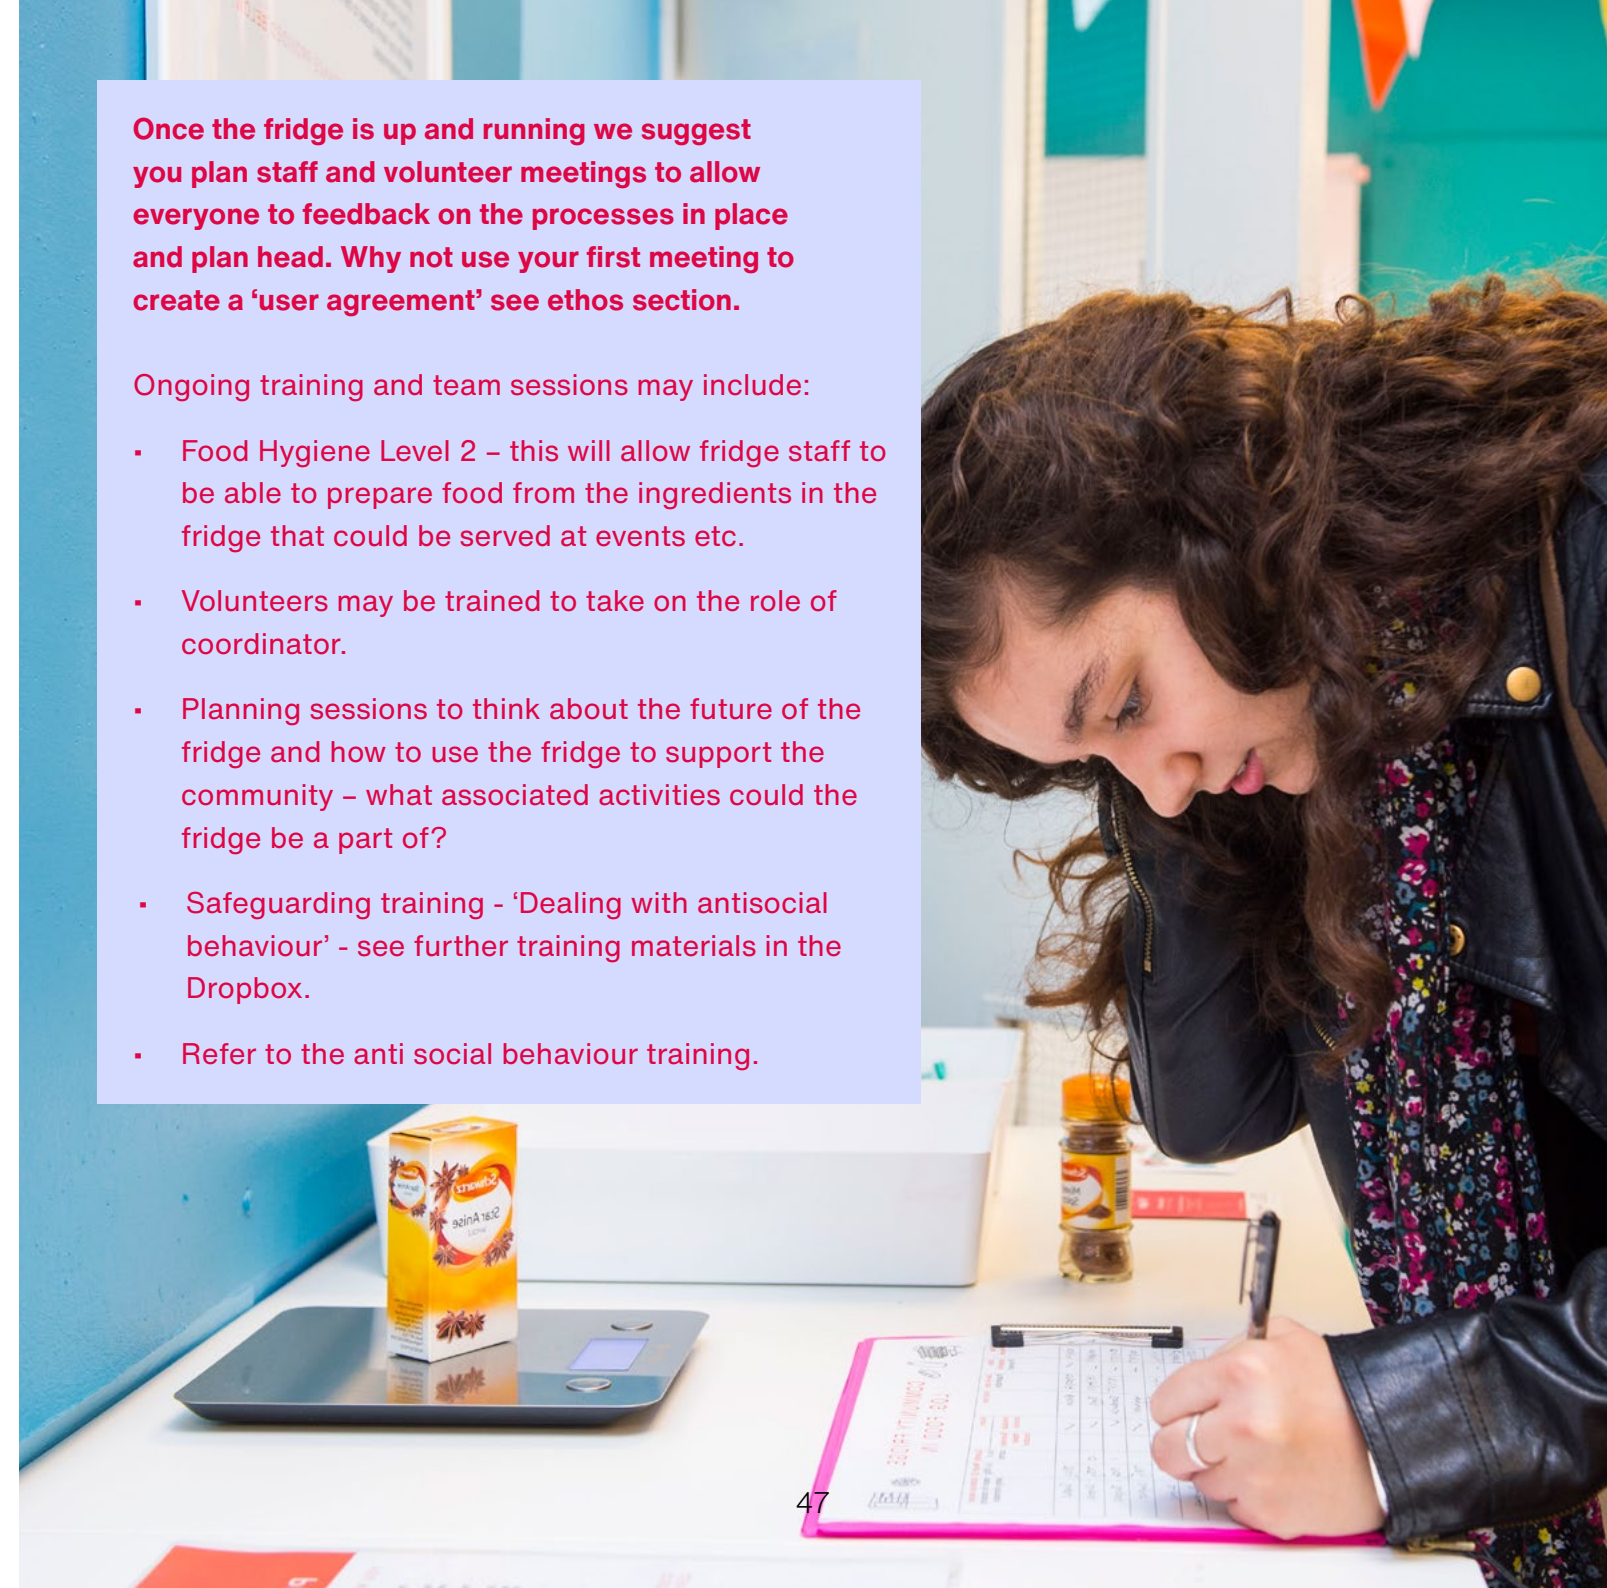 Once the fridge is up and running we suggest
you plan staff and volunteer meetings to allow
everyone to feedback on the processes in place
and plan head. Why not use your first meeting to
create a ‘user agreement’ see ethos section.
Ongoing training and team sessions may include:
▪ Food Hygiene Level 2 – this will allow fridge staff to
be able to prepare food from the ingredients in the
fridge that could be served at events etc.
▪ Volunteers may be trained to take on the role of
coordinator.
▪ Planning sessions to think about the future of the
fridge and how to use the fridge to support the
community – what associated activities could the
fridge be a part of?
▪ Safeguarding training - ‘Dealing with antisocial
behaviour’ - see further training materials in the
Dropbox.
▪ Refer to the anti social behaviour training.
Schwartz
Star Anise
COMMUNITY FRIDGE
47